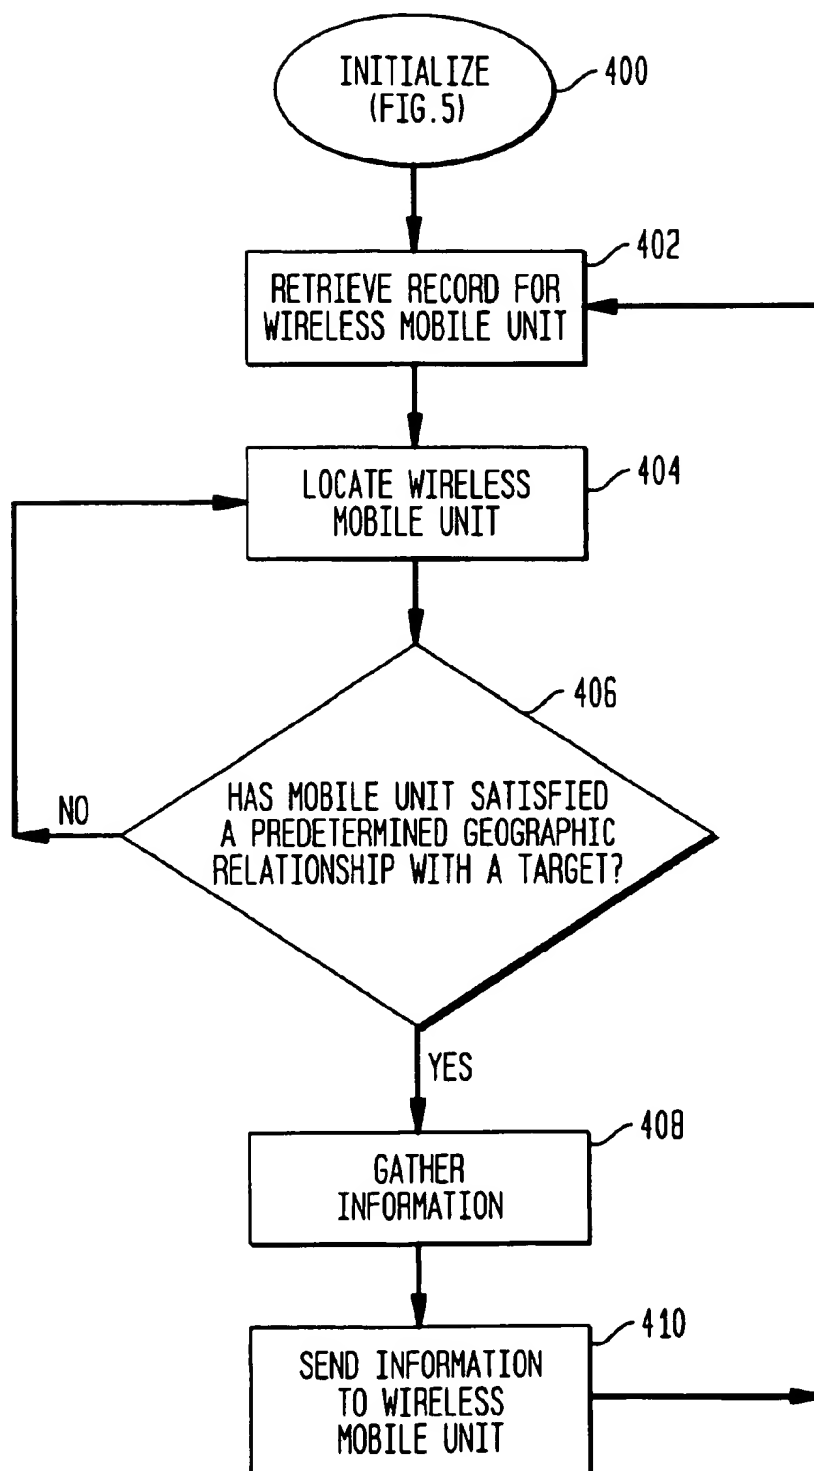 INITIALIZE
(FIG.5)
400
402
RETRIEVE RECORD FOR
WIRELESS MOBILE UNIT
404
LOCATE WIRELESS
MOBILE UNIT
406
HAS MOBILE UNIT SATISFIED
A PREDETERMINED GEOGRAPHIC
RELATIONSHIP WITH A TARGET?
NO
YES
408
GATHER
INFORMATION
410
SEND INFORMATION
TO WIRELESS
MOBILE UNIT